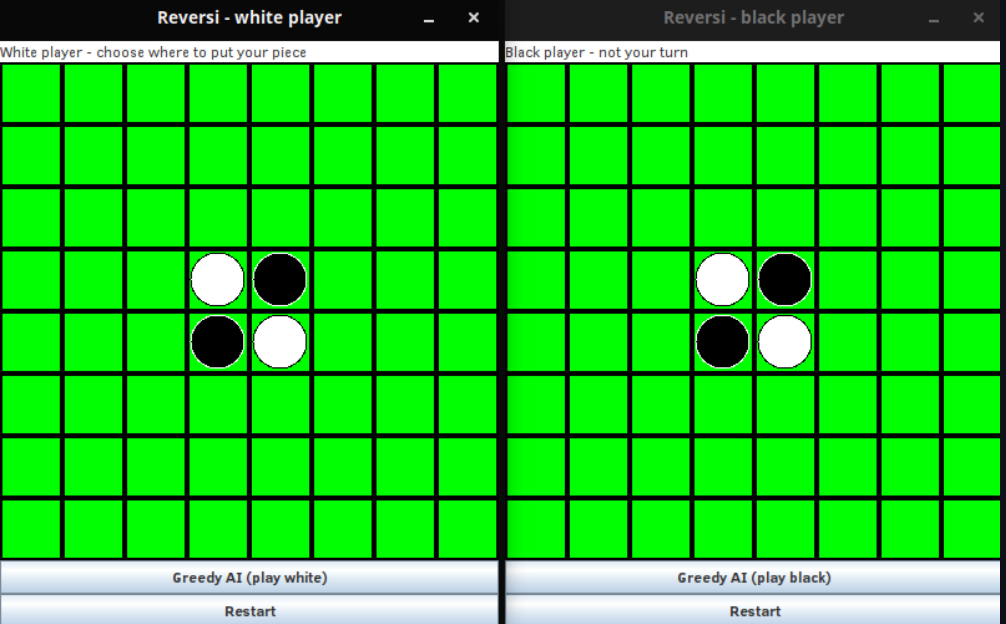 Reversi - white player
White player - choose where to put your piece
Greedy AI (play white)
Restart
Reversi - black player
Black player - not your turn
Greedy AI (play black)
Restart